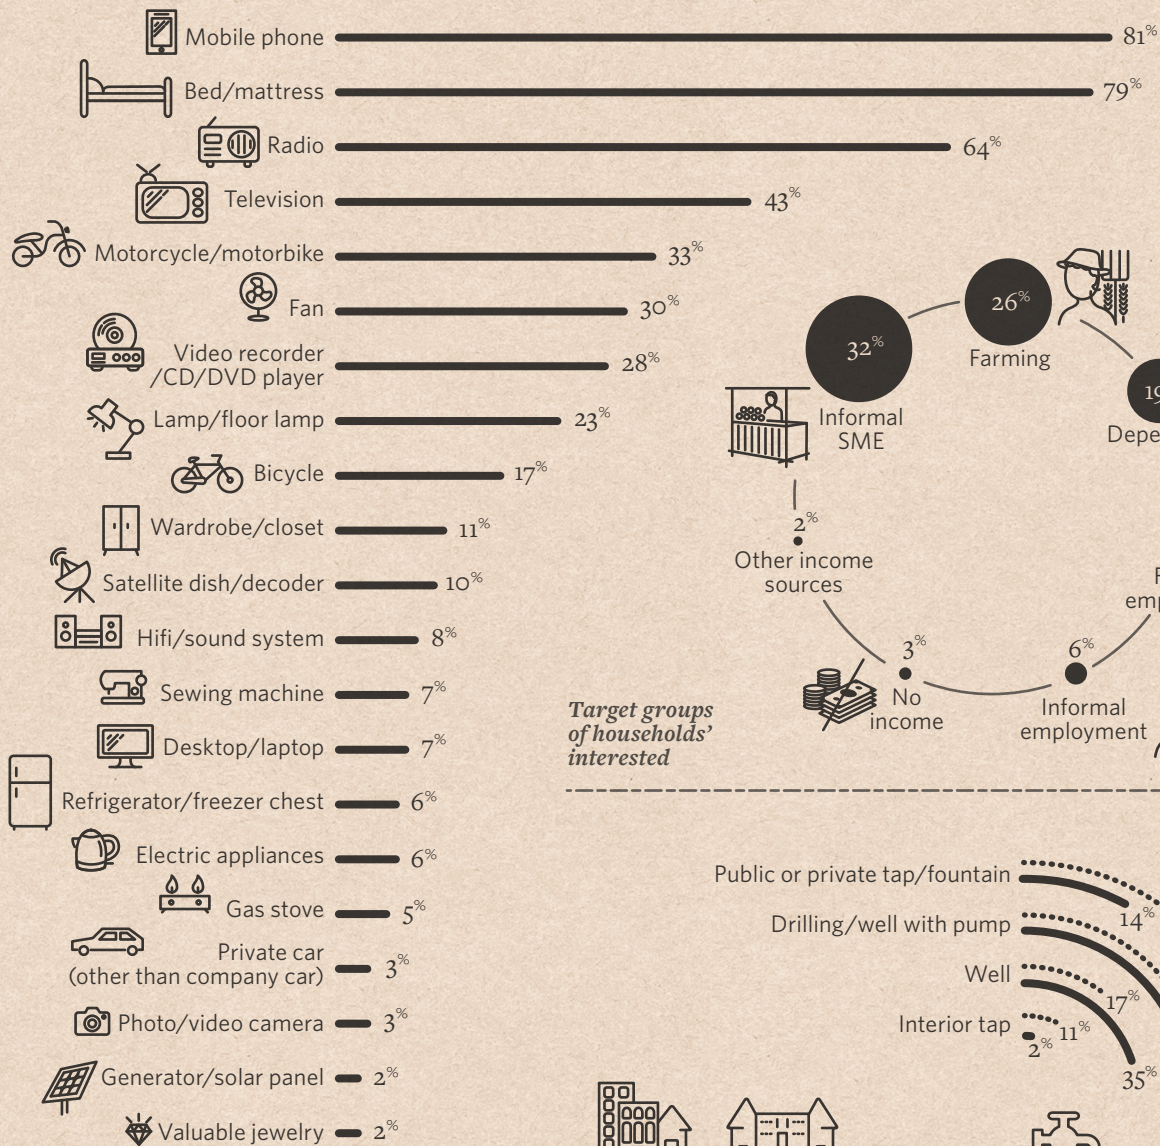 Mobile phone 81%
Bed/mattress 79%
Radio 64%
Television 43%
Motorcycle/motorbike 33%
Fan 30%
Video recorder
/CD/DVD player 28%
Lamp/floor lamp 23%
Bicycle 17%
Wardrobe/closet 11%
Satellite dish/decoder 10%
Hifi/sound system 8%
Sewing machine 7%
Desktop/laptop 7%
Refrigerator/freezer chest 6%
Electric appliances 6%
Gas stove 5%
Private car
(other than company car) 3%
Photo/video camera 3%
Generator/solar panel 2%
Valuable jewelry 2%
32%
Informal
SME
26%
Farming
2%
Other income
sources
3%
No
income
6%
Informal
employment
Target groups
of households'
interested
Public or private tap/fountain
14%
Drilling/well with pump
Well
17%
Interior tap
11%
2%
35%